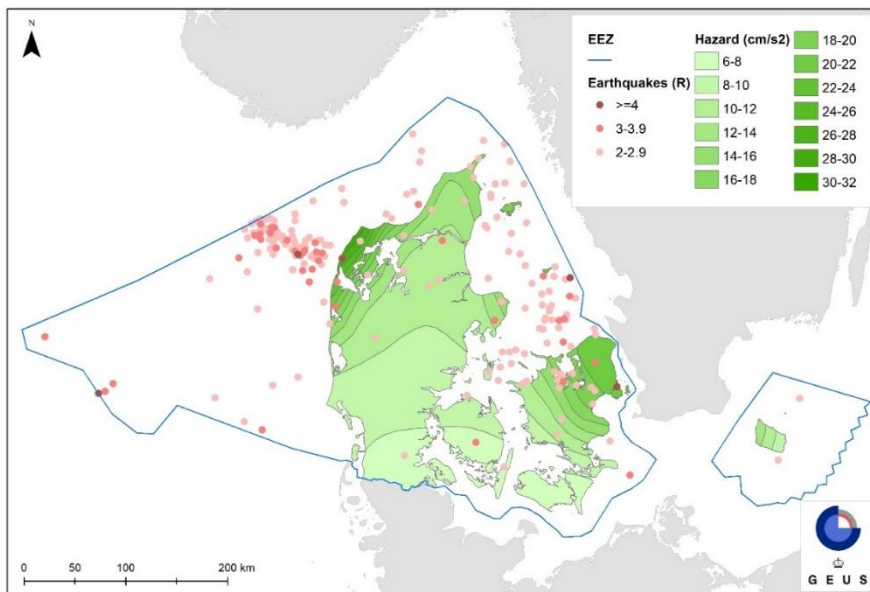 N
EEZ
Earthquakes (R)
>=4
3-3.9
2-2.9
Hazard (cm/s2)
6-8
8-10
10-12
12-14
14-16
16-18
18-20
20-22
22-24
24-26
26-28
28-30
30-32
0 50 100 200 km
G E U S